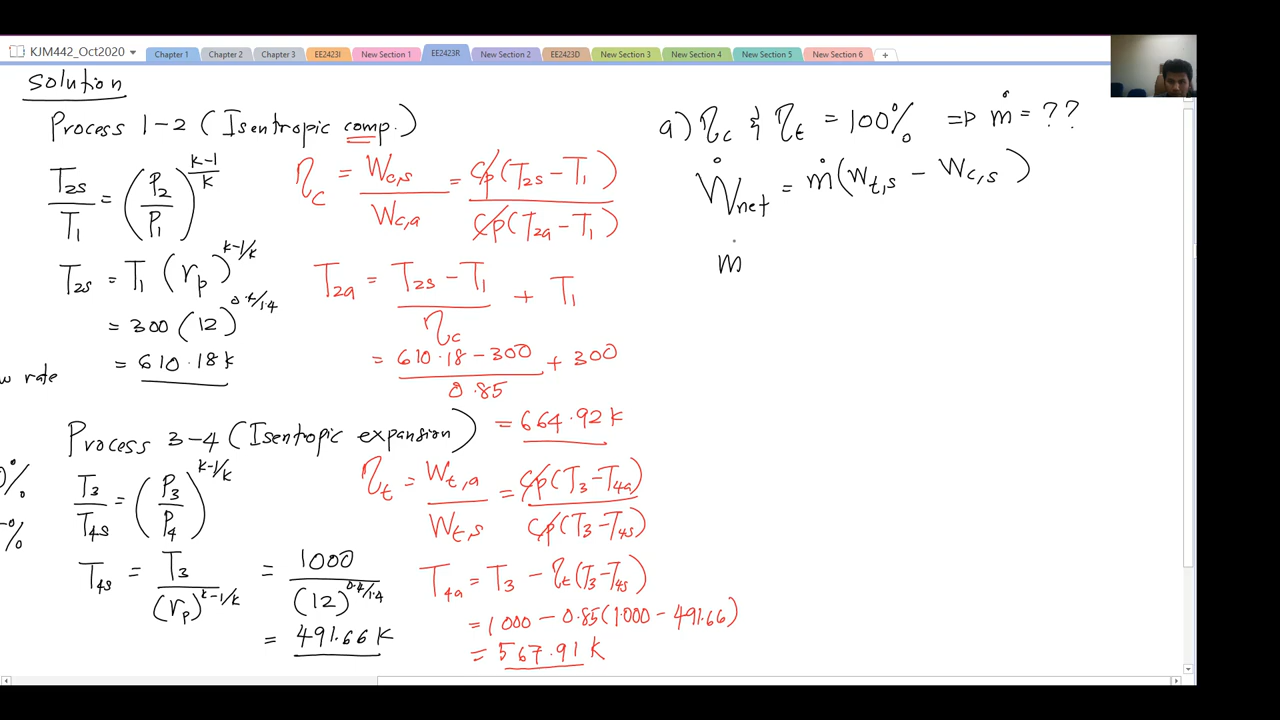 KJM442_Oct2020
Chapter 1 Chapter 2 Chapter 3 EE2423I New Section 1 EE2423R New Section 2 EE2423D New Section 3 New Section 4 New Section 5 New Section 6 +
Solution
Process 1-2 (Isentropic comp.)
T2s/T1 = (P2/P1)^k-1/k
T2s = T1 (rp)^k-1/k
= 300 (12)^0.4/1.4
= 610.18 K
ηc = Wc,s/Wc,a = cp(T2s - T1)/cp(T2a - T1)
T2a = T2s - T1/ηc + T1
= 610.18 - 300/0.85 + 300
= 664.92 K
w rate
Process 3-4 (Isentropic expansion)
0%
-%
T3/T4s = (P3/P4)^k-1/k
T4s = T3/(rp)^k-1/k = 1000/(12)^0.4/1.4
= 491.66 K
ηt = Wt,a/Wt,s = cp(T3-T4a)/cp(T3-T4s)
T4a = T3 - ηt(T3-T4s)
= 1000 - 0.85(1000 - 491.66)
= 567.91 K
a) ηc & ηt = 100% => ṁ = ??
Ẇnet = ṁ(Wt,s - Wc,s)
ṁ